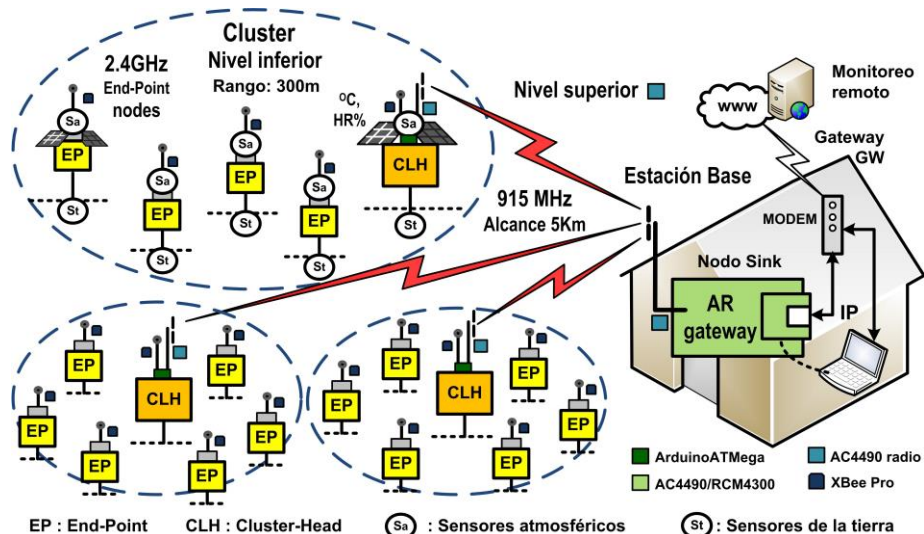 Cluster
Nivel inferior
Rango: 300m
2.4GHz
End-Point
nodes
Sa
EP
St
Sa
EP
St
Sa
EP
Sa
EP
St
ºC,
HR%
Sa
CLH
St
Nivel superior
915 MHz
Alcance 5Km
Estación Base
www
Monitoreo
remoto
Gateway
GW
MODEM
Nodo Sink
AR
gateway
IP
EP
EP
EP
CLH
EP
EP
EP
EP
EP
EP
CLH
EP
EP
EP
ArduinoATMega
AC4490 radio
AC4490/RCM4300
XBee Pro
EP : End-Point
CLH : Cluster-Head
Sa : Sensores atmosféricos
St : Sensores de la tierra